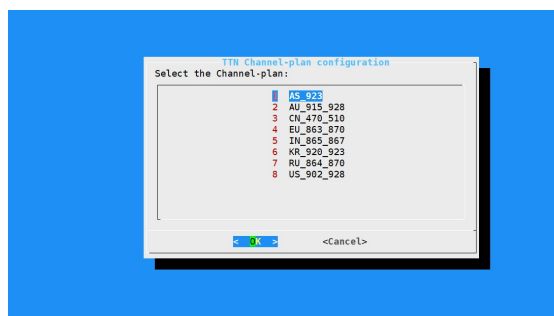 TTN Channel-plan configuration
Select the Channel-plan:
1 AS_923
2 AU_915_928
3 CN_470_510
4 EU_863_870
5 IN_865_867
6 KR_920_923
7 RU_864_870
8 US_902_928
< OK > <Cancel>